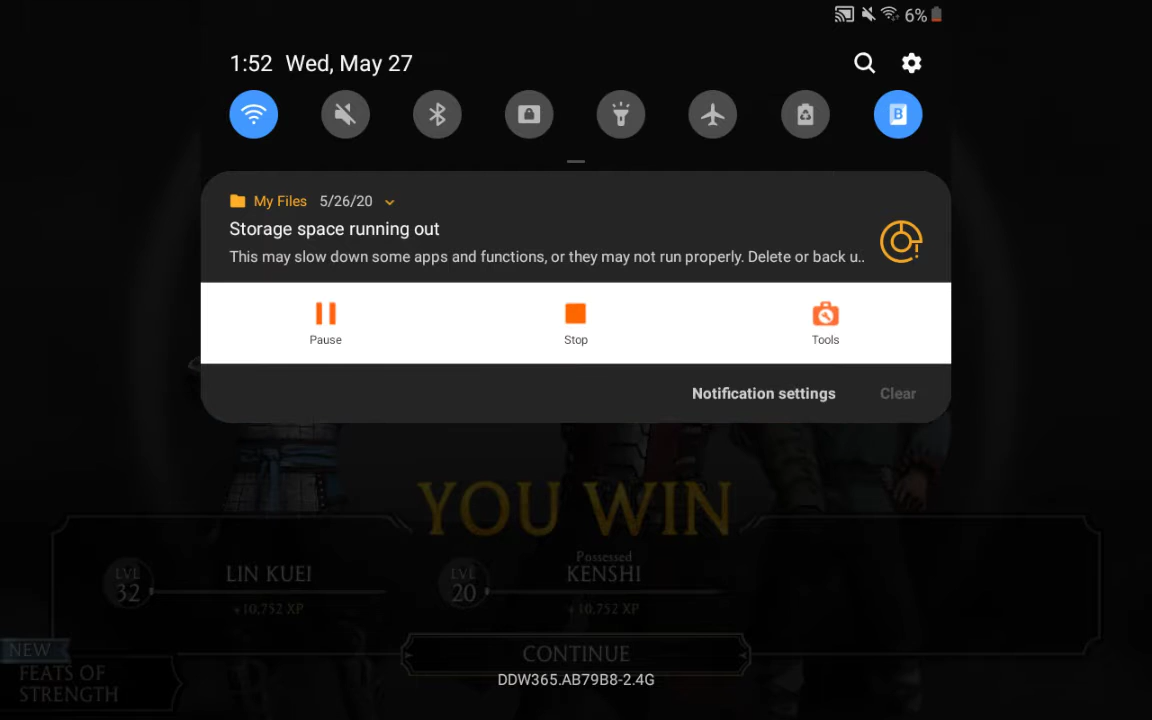 6%
1:52 Wed, May 27
B
My Files 5/26/20
Storage space running out
This may slow down some apps and functions, or they may not run properly. Delete or back u..
Pause Stop Tools
Notification settings Clear
YOU WIN
LVL 32 LIN KUEI
+10,752 XP
LVL 20 Possessed KENSHI
+10,752 XP
NEW
FEATS OF
STRENGTH
CONTINUE
DDW365.AB79B8-2.4G